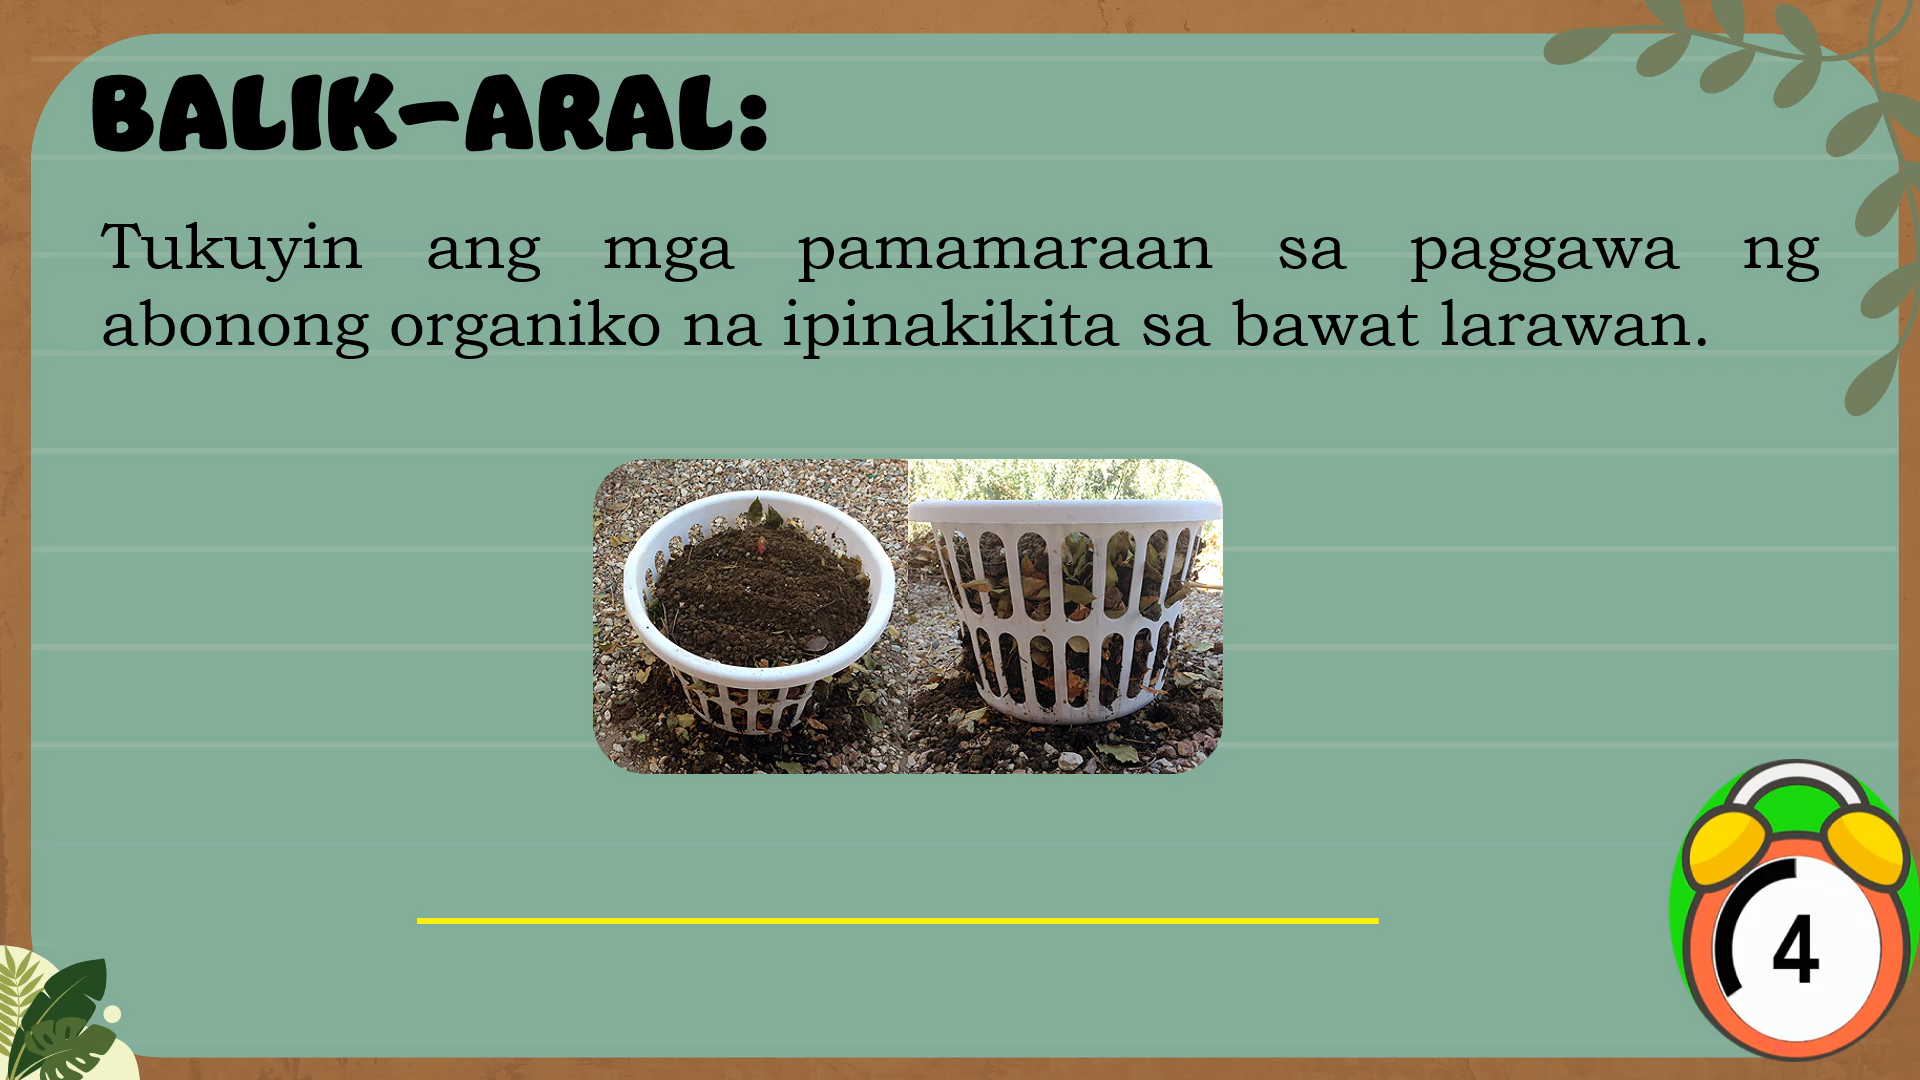 BALIK-ARAL:
Tukuyin ang mga pamamaraan sa paggawa ng
abonong organiko na ipinakikita sa bawat larawan.
4